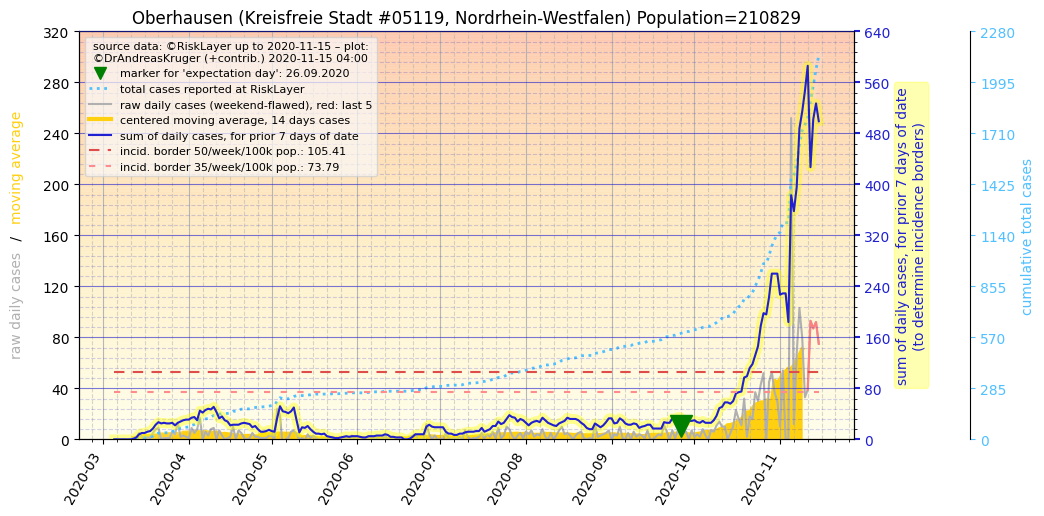 Oberhausen (Kreisfreie Stadt #05119, Nordrhein-Westfalen) Population=210829
source data: ©RiskLayer up to 2020-11-15 – plot:
©DrAndreasKruger (+contrib.) 2020-11-15 04:00
marker for 'expectation day': 26.09.2020
total cases reported at RiskLayer
raw daily cases (weekend-flawed), red: last 5
centered moving average, 14 days cases
sum of daily cases, for prior 7 days of date
incid. border 50/week/100k pop.: 105.41
incid. border 35/week/100k pop.: 73.79
raw daily cases / moving average
320
280
240
200
160
120
80
40
0
2020-03
2020-04
2020-05
2020-06
2020-07
2020-08
2020-09
2020-10
2020-11
640
560
480
400
320
240
160
80
0
sum of daily cases, for prior 7 days of date
(to determine incidence borders)
2280
1995
1710
1425
1140
855
570
285
0
cumulative total cases